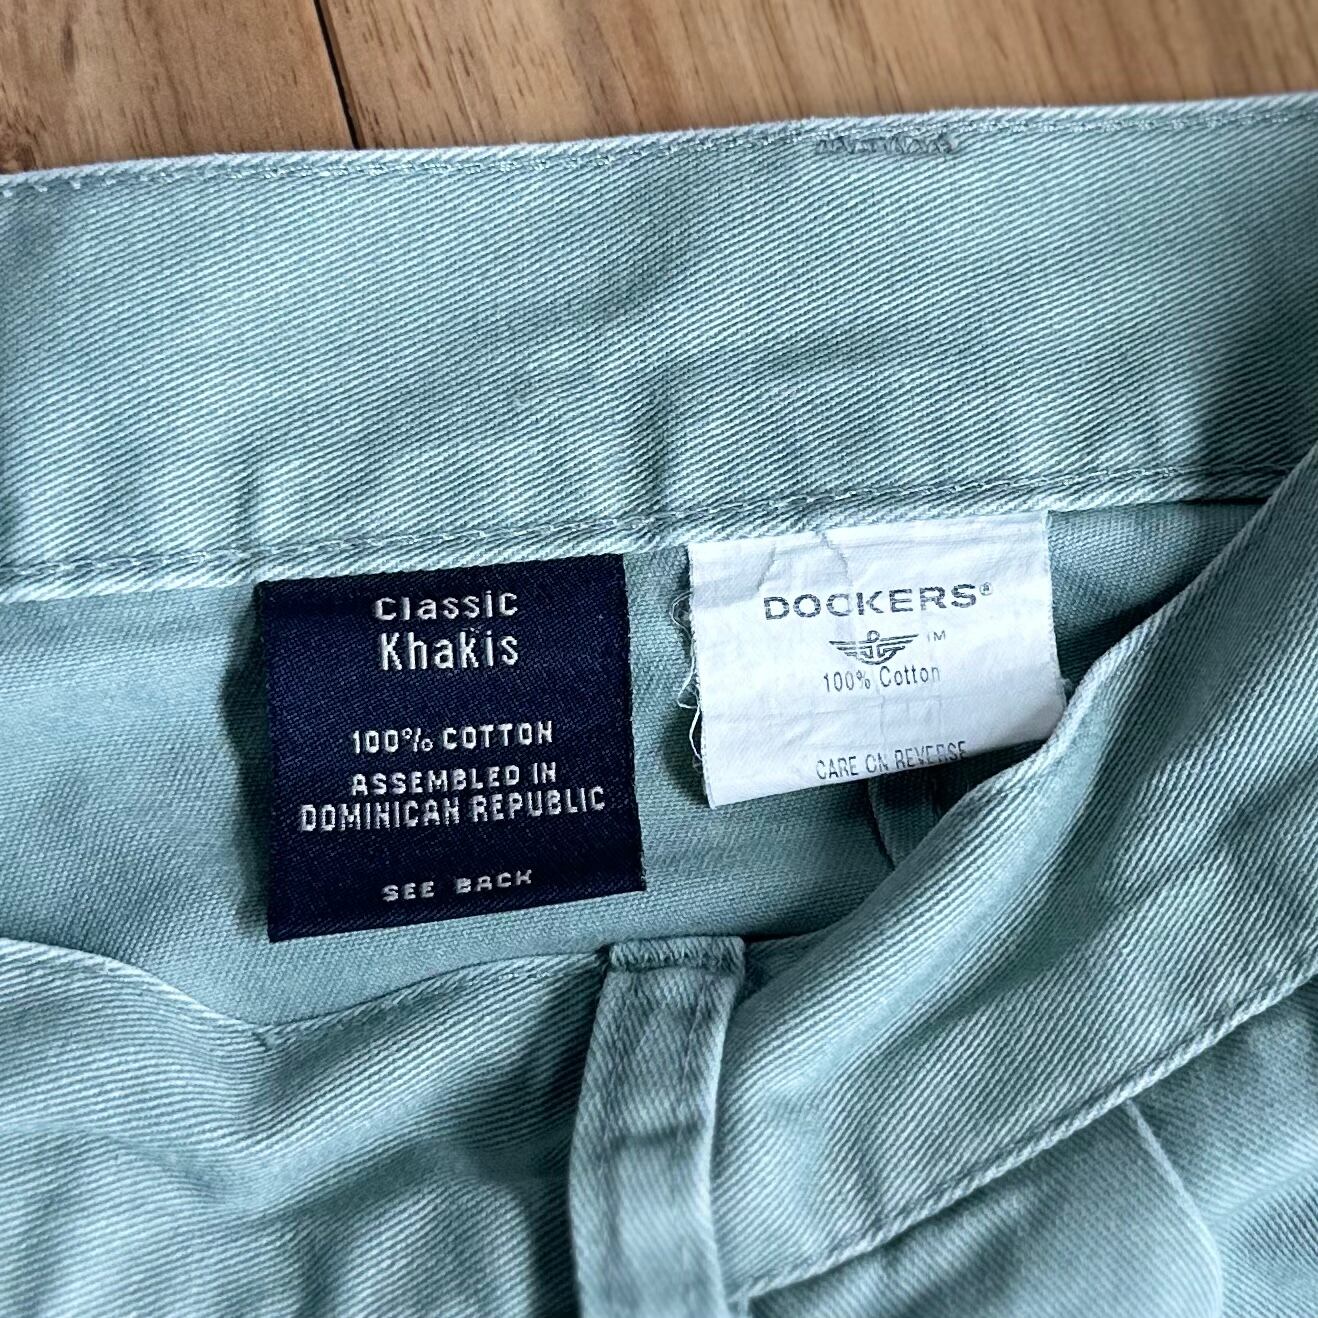 Classic
Khakis
100% COTTON
ASSEMBLED IN
DOMINICAN REPUBLIC
SEE BACK
DOCKERS®
TM
100% Cotton
CARE ON REVERSE